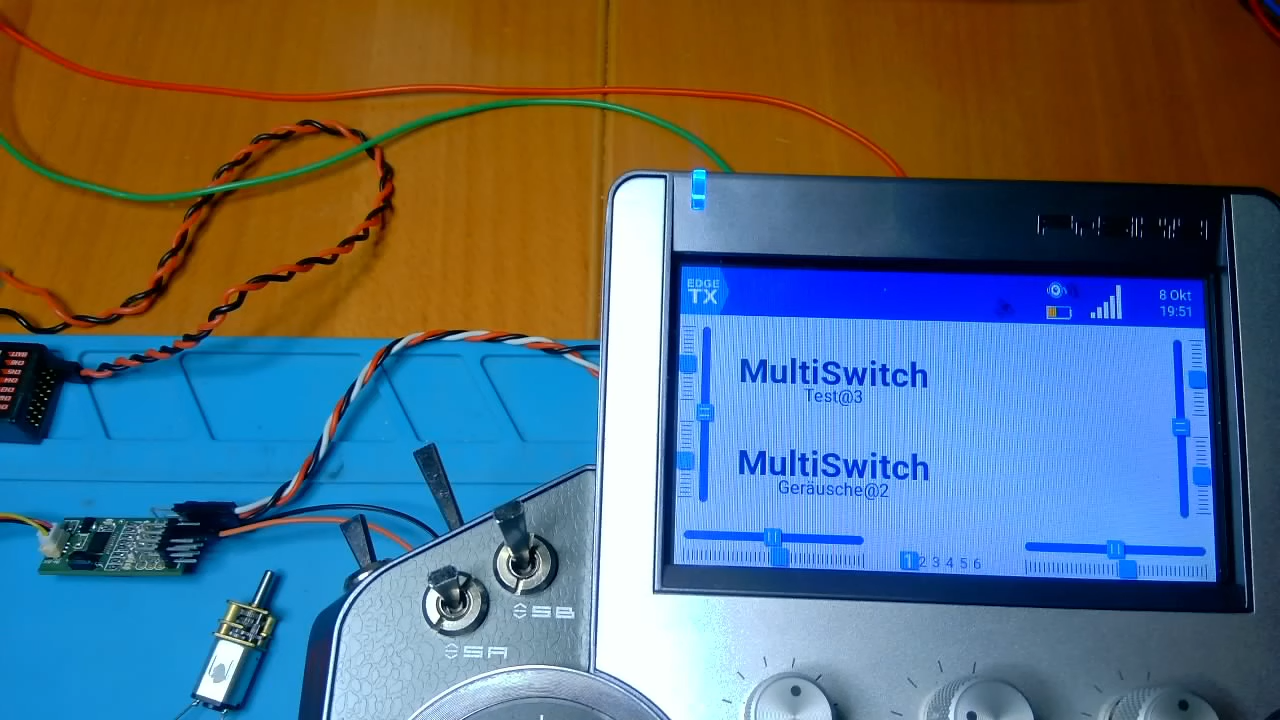 EDGE
TX
8 Okt
19:51
MultiSwitch
Test@3
MultiSwitch
Geräusche@2
1 2 3 4 5 6
SB
SA